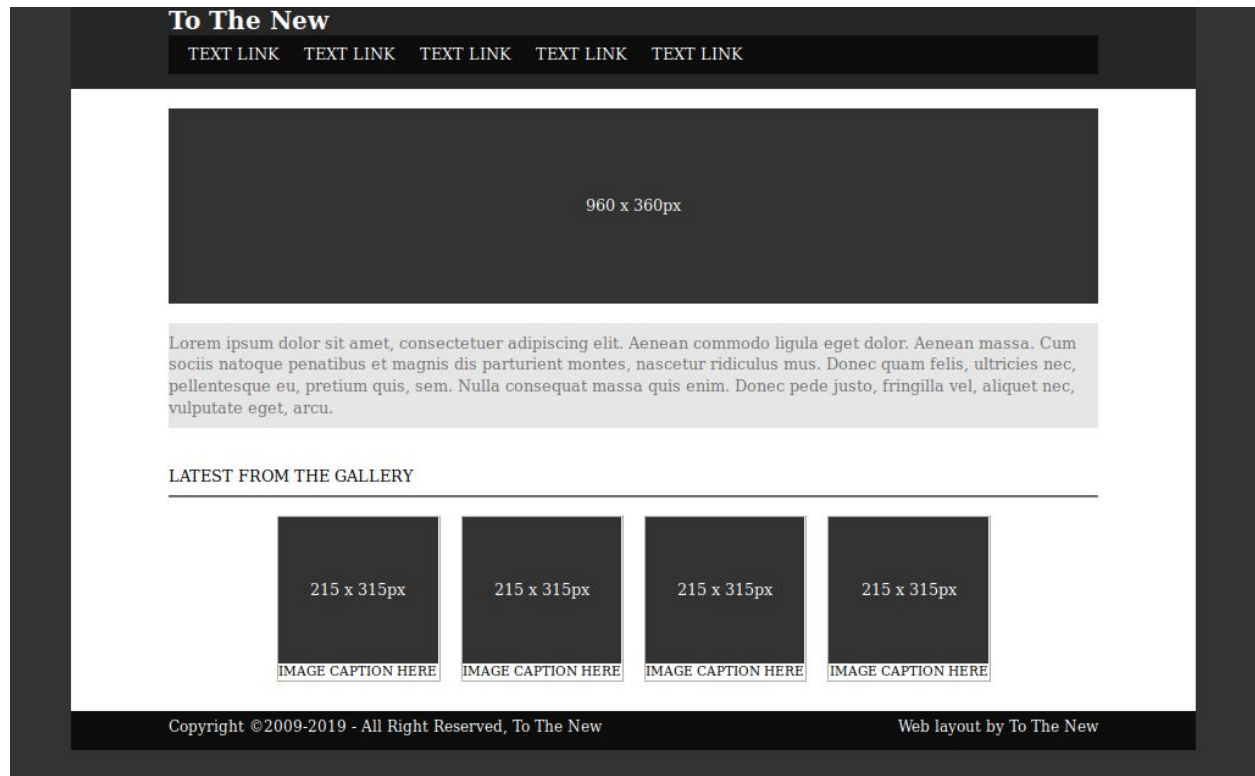 To The New
TEXT LINK TEXT LINK TEXT LINK TEXT LINK TEXT LINK
960 x 360px
Lorem ipsum dolor sit amet, consectetuer adipiscing elit. Aenean commodo ligula eget dolor. Aenean massa. Cum
sociis natoque penatibus et magnis dis parturient montes, nascetur ridiculus mus. Donec quam felis, ultricies nec,
pellentesque eu, pretium quis, sem. Nulla consequat massa quis enim. Donec pede justo, fringilla vel, aliquet nec,
vulputate eget, arcu.
LATEST FROM THE GALLERY
215 x 315px 215 x 315px 215 x 315px 215 x 315px
IMAGE CAPTION HERE IMAGE CAPTION HERE IMAGE CAPTION HERE IMAGE CAPTION HERE
Copyright ©2009-2019 - All Right Reserved, To The New Web layout by To The New